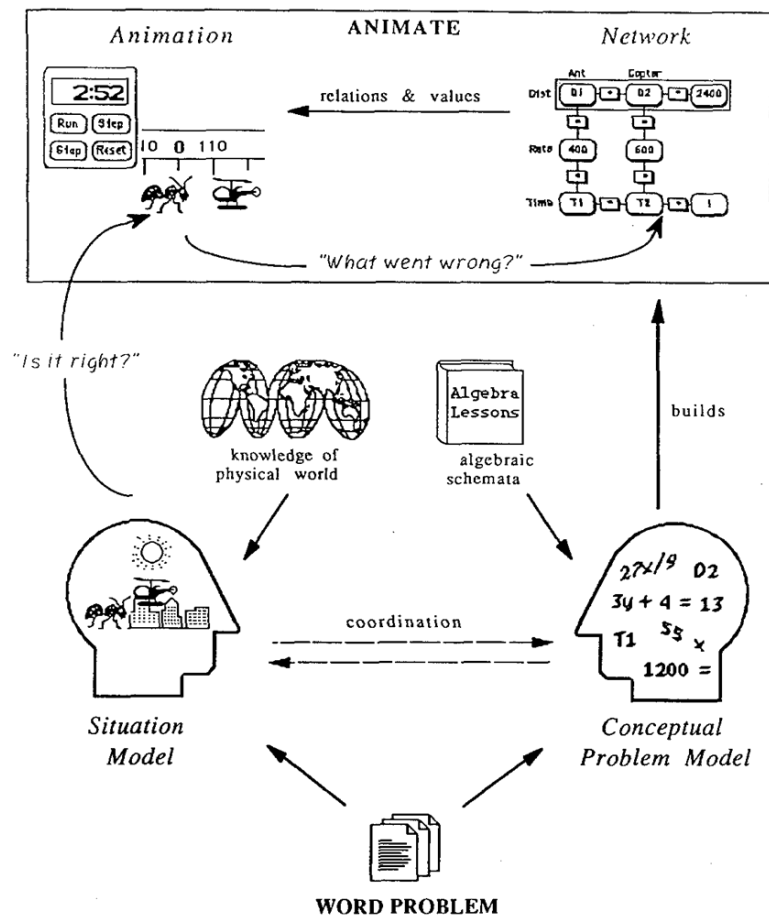 ANIMATE
Animation
Network
2:52
Run Step
Stop Reset
10 0 110
relations & values
Ant Copter
Dist D1 D2 2400
Rate 400 600
Time T1 T2 1
"What went wrong?"
"Is it right?"
knowledge of
physical world
Algebra
Lessons
algebraic
schemata
builds
coordination
27x/9 D2
3y + 4 = 13
T1 55 x
1200 =
Situation
Model
Conceptual
Problem Model
WORD PROBLEM